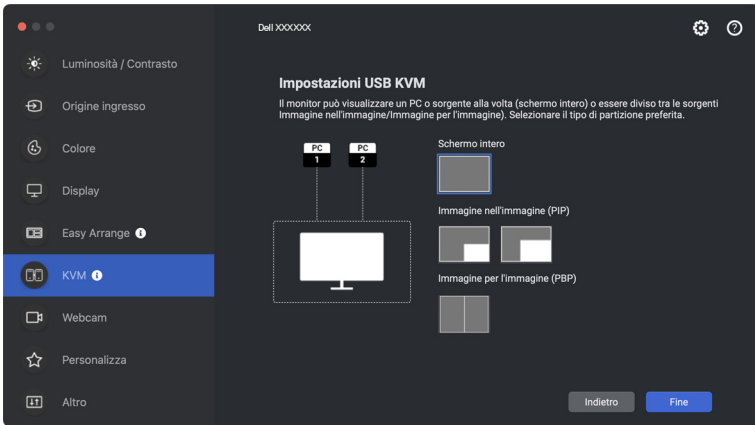 Dell XXXXXX
Luminosità / Contrasto
Origine ingresso
Colore
Display
Easy Arrange
KVM
Webcam
Personalizza
Altro
Impostazioni USB KVM
Il monitor può visualizzare un PC o sorgente alla volta (schermo intero) o essere diviso tra le sorgenti
Immagine nell'immagine/Immagine per l'immagine). Selezionare il tipo di partizione preferita.
PC
1
PC
2
Schermo intero
Immagine nell'immagine (PIP)
Immagine per l'immagine (PBP)
Indietro
Fine